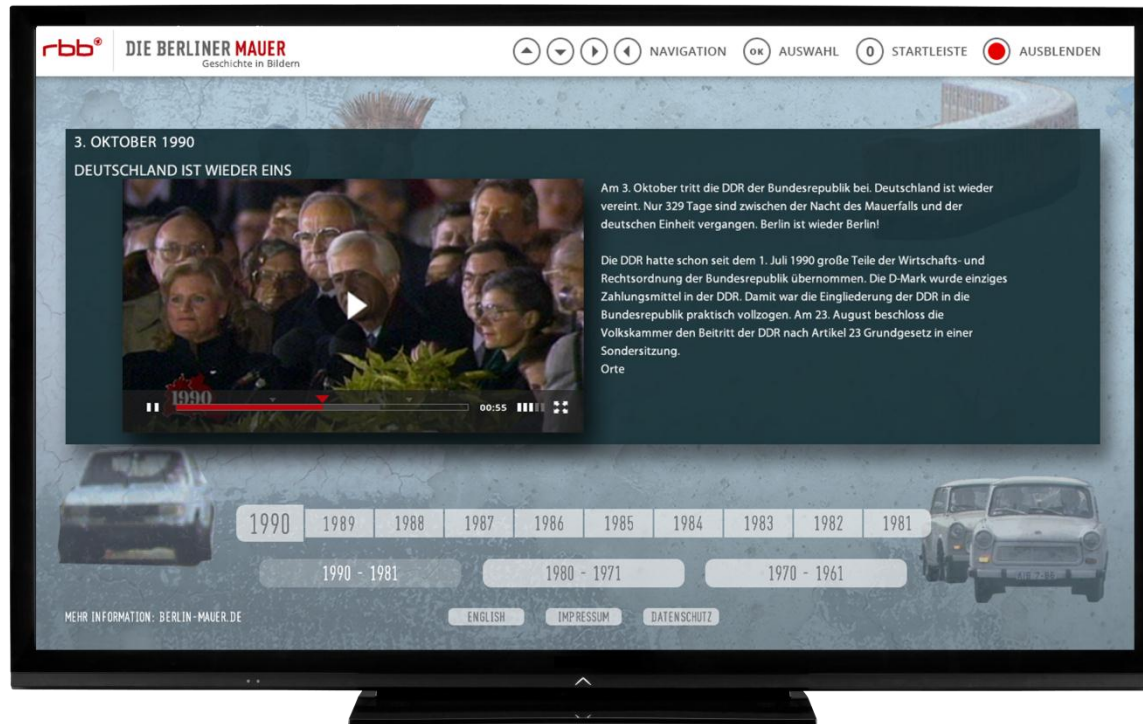 rbb
DIE BERLINER MAUER
Geschichte in Bildern
NAVIGATION
OK AUSWAHL
0 STARTLEISTE
AUSBLENDEN
3. OKTOBER 1990
DEUTSCHLAND IST WIEDER EINS
1990
00:55
Am 3. Oktober tritt die DDR der Bundesrepublik bei. Deutschland ist wieder
vereint. Nur 329 Tage sind zwischen der Nacht des Mauerfalls und der
deutschen Einheit vergangen. Berlin ist wieder Berlin!
Die DDR hatte schon seit dem 1. Juli 1990 große Teile der Wirtschafts- und
Rechtsordnung der Bundesrepublik übernommen. Die D-Mark wurde einziges
Zahlungsmittel in der DDR. Damit war die Eingliederung der DDR in die
Bundesrepublik praktisch vollzogen. Am 23. August beschloss die
Volkskammer den Beitritt der DDR nach Artikel 23 Grundgesetz in einer
Sondersitzung.
Orte
1990 1989 1988 1987 1986 1985 1984 1983 1982 1981
1990 - 1981 1980 - 1971 1970 - 1961
MEHR INFORMATION: BERLIN-MAUER.DE
ENGLISH IMPRESSUM DATENSCHUTZ